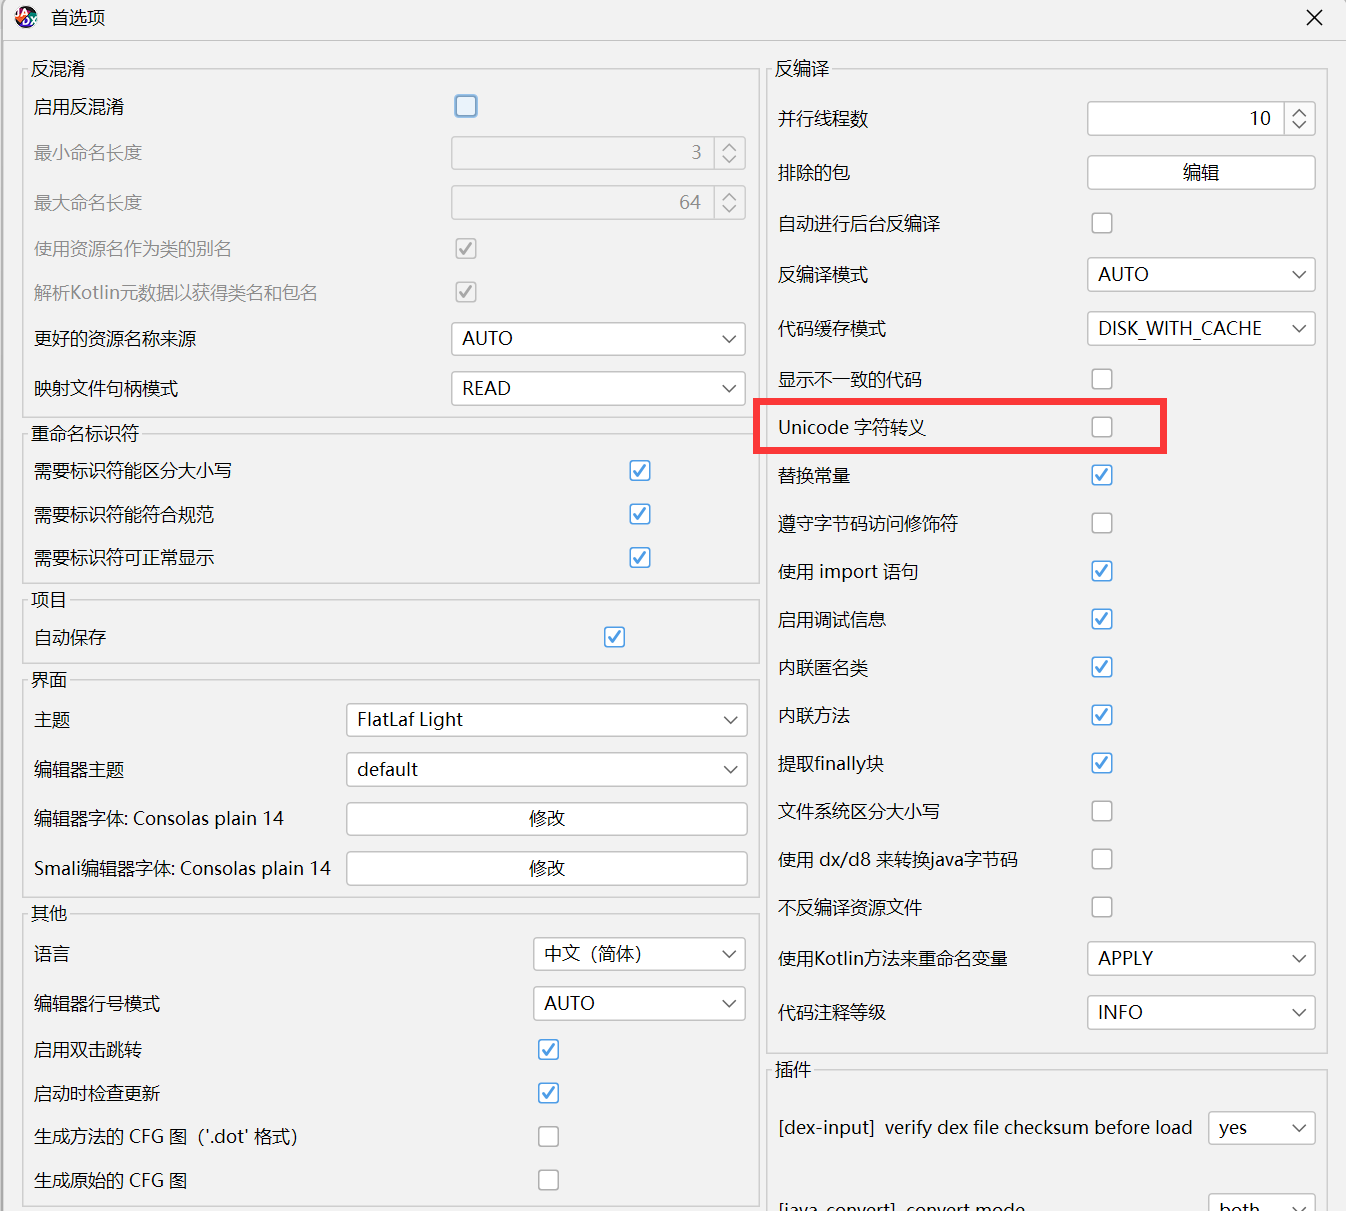 首选项
反混淆
启用反混淆
最小命名长度 3
最大命名长度 64
使用资源名作为类的别名
解析Kotlin元数据以获得类名和包名
更好的资源名称来源 AUTO
映射文件句柄模式 READ
重命名标识符
需要标识符能区分大小写
需要标识符能符合规范
需要标识符可正常显示
项目
自动保存
界面
主题 FlatLaf Light
编辑器主题 default
编辑器字体: Consolas plain 14 修改
Smali编辑器字体: Consolas plain 14 修改
其他
语言 中文（简体）
编辑器行号模式 AUTO
启用双击跳转
启动时检查更新
生成方法的 CFG 图（'.dot' 格式）
生成原始的 CFG 图
反编译
并行线程数 10
排除的包 编辑
自动进行后台反编译
反编译模式 AUTO
代码缓存模式 DISK_WITH_CACHE
显示不一致的代码
Unicode 字符转义
替换常量
遵守字节码访问修饰符
使用 import 语句
启用调试信息
内联匿名类
内联方法
提取finally块
文件系统区分大小写
使用 dx/d8 来转换java字节码
不反编译资源文件
使用Kotlin方法来重命名变量 APPLY
代码注释等级 INFO
插件
[dex-input] verify dex file checksum before load yes
[java-convert] convert mode both